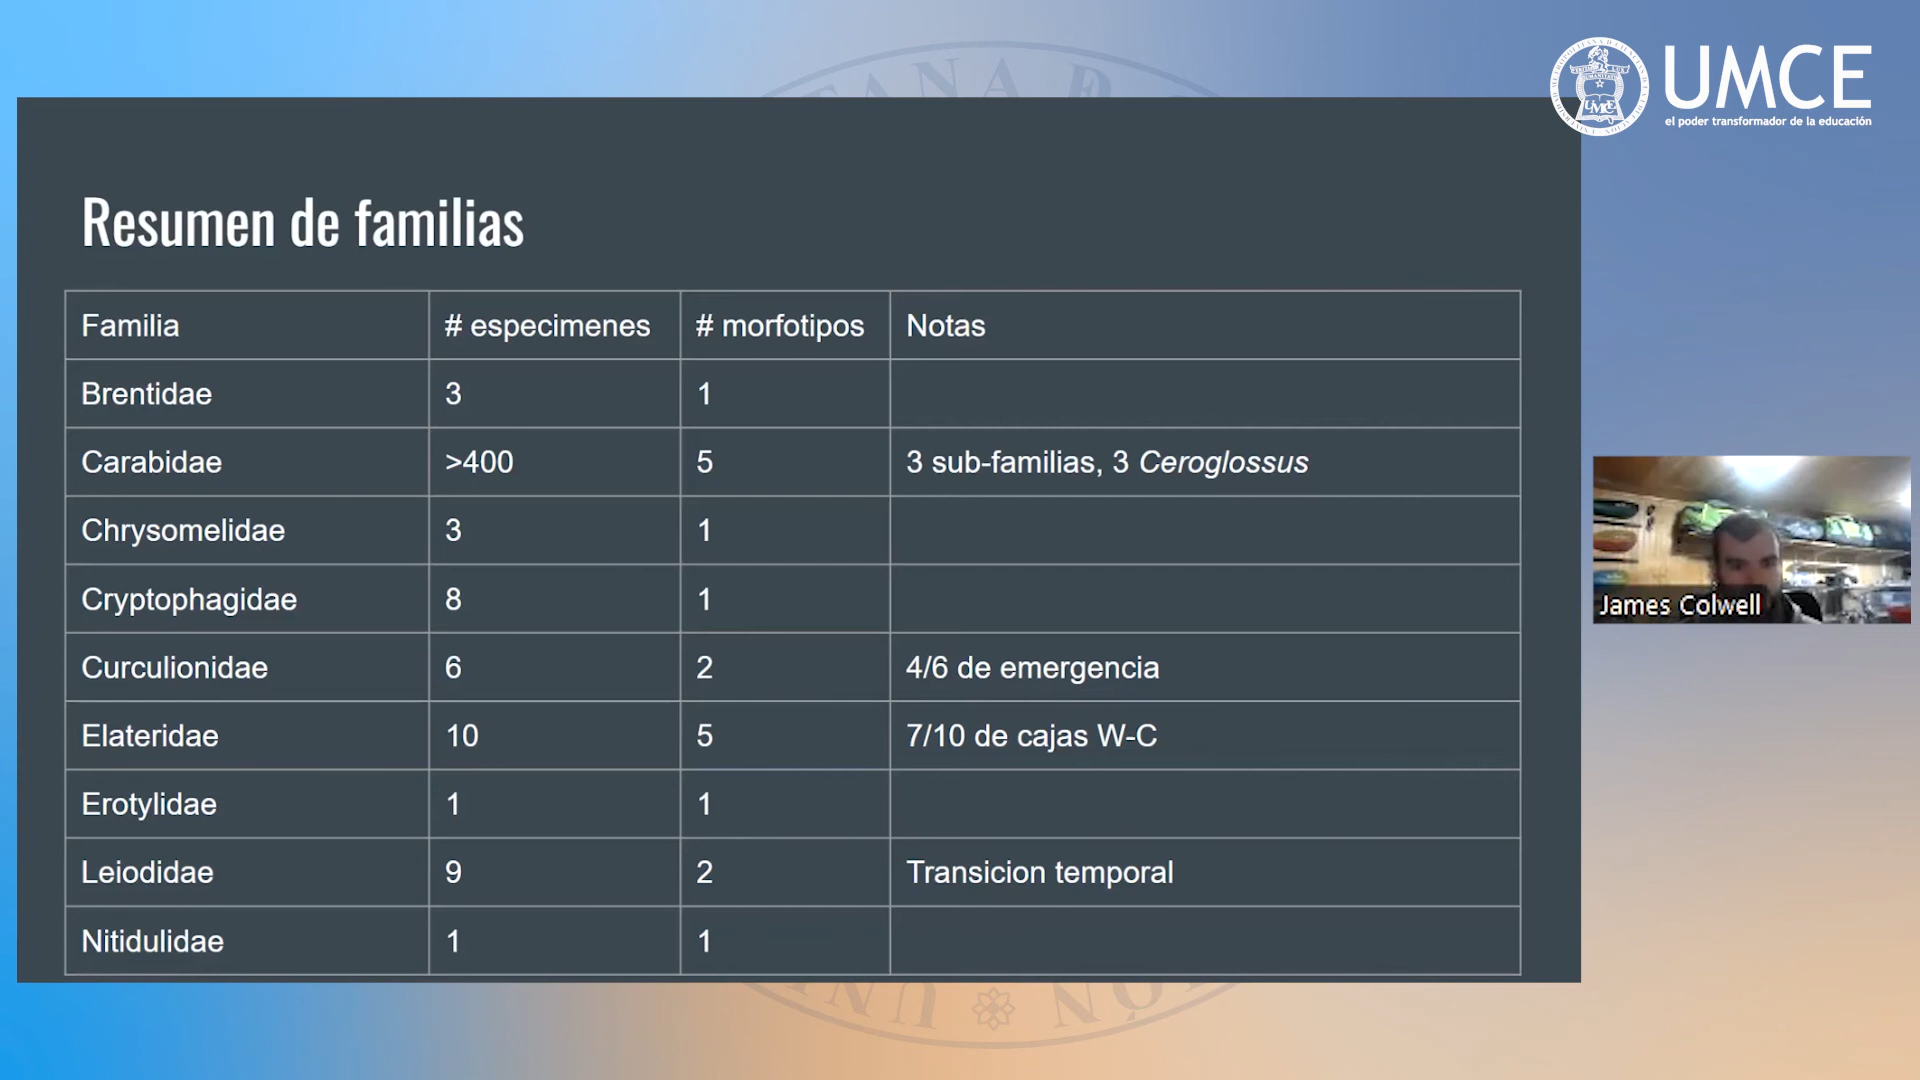 UMCE
el poder transformador de la educación
Resumen de familias
Familia # especimenes # morfotipos Notas
Brentidae 3 1
Carabidae >400 5 3 sub-familias, 3 Ceroglossus
Chrysomelidae 3 1
Cryptophagidae 8 1
Curculionidae 6 2 4/6 de emergencia
Elateridae 10 5 7/10 de cajas W-C
Erotylidae 1 1
Leiodidae 9 2 Transicion temporal
Nitidulidae 1 1
James Colwell